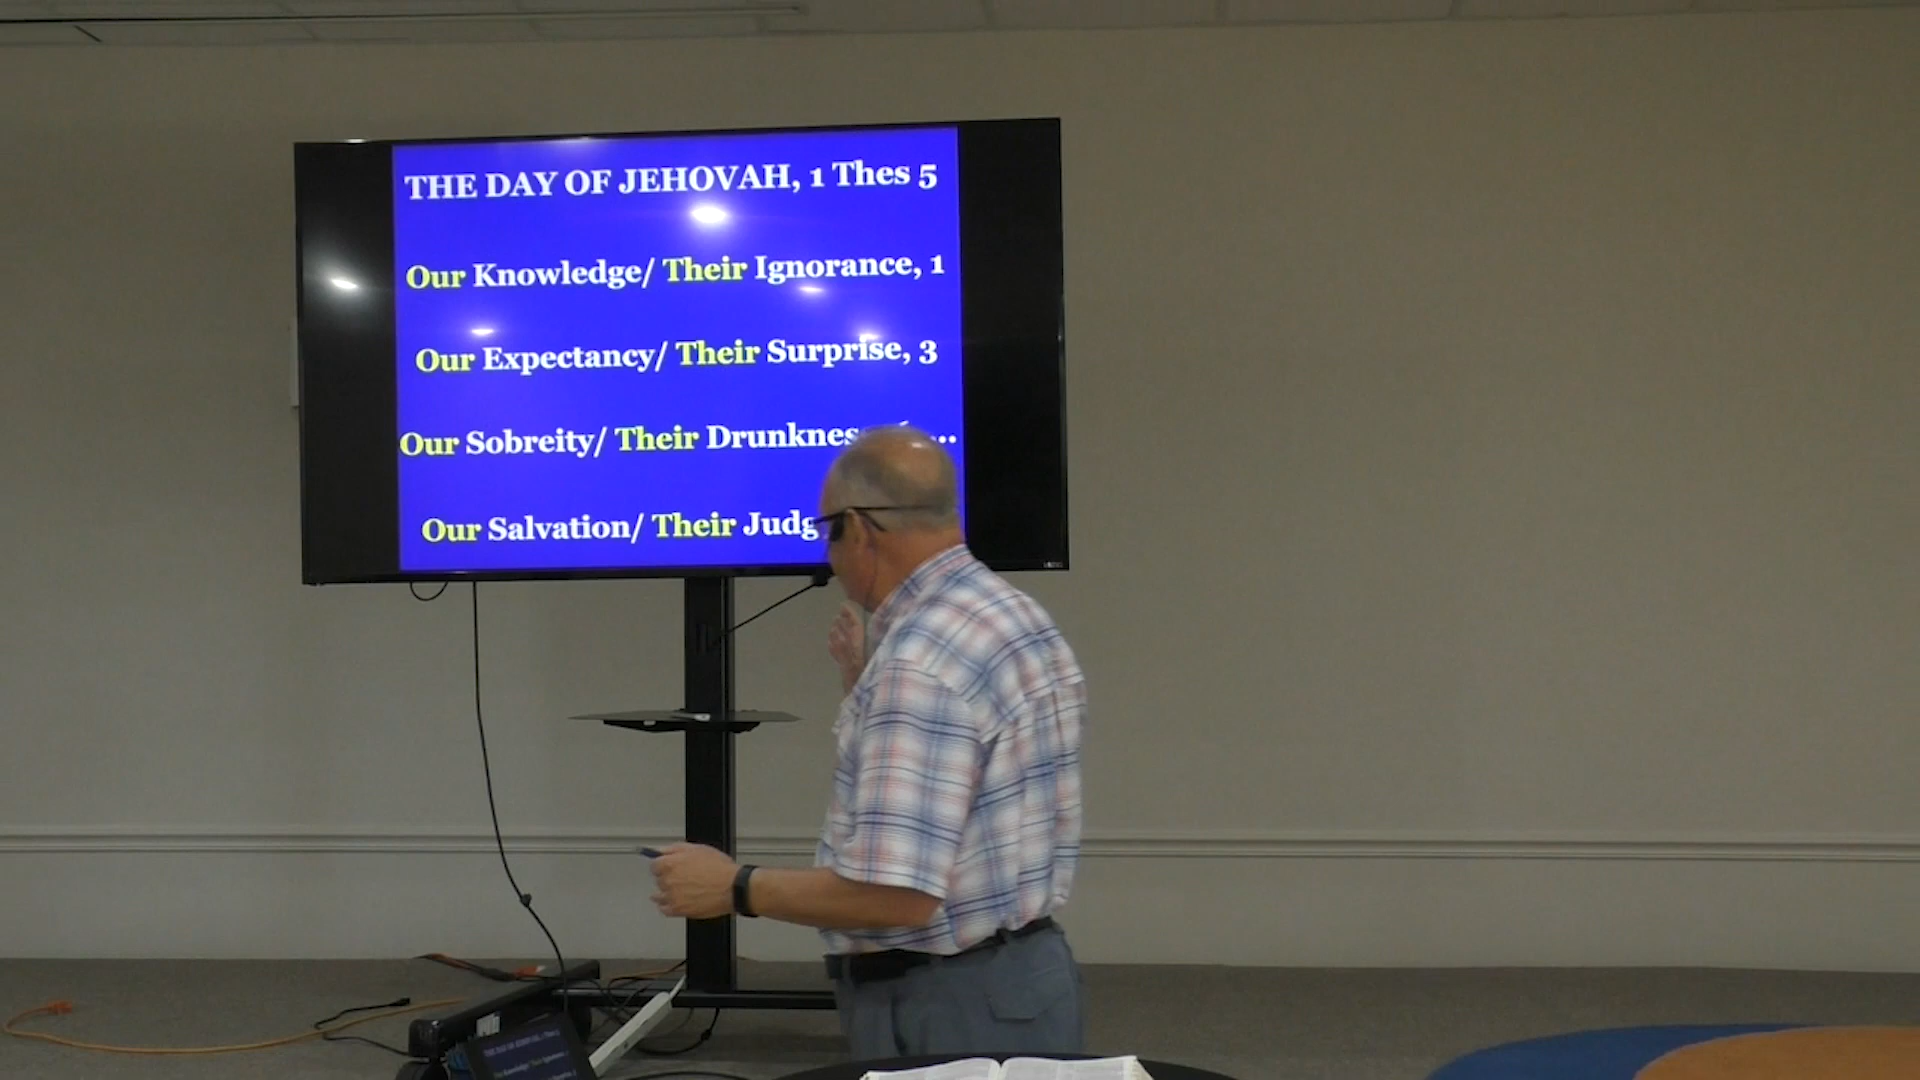 THE DAY OF JEHOVAH, 1 Thes 5
Our Knowledge/ Their Ignorance, 1
Our Expectancy/ Their Surprise, 3
Our Sobreity/ Their Drunknes ...
Our Salvation/ Their Judg